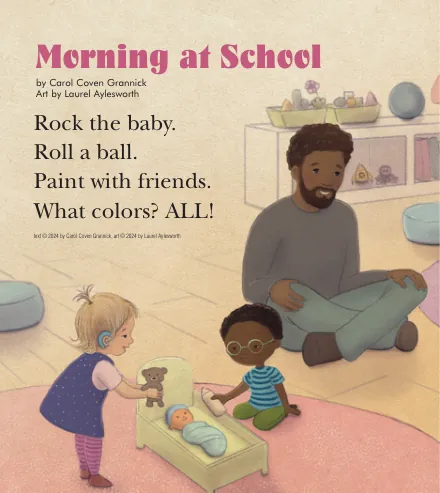 Morning at School
by Carol Coven Grannick
Art by Laurel Aylesworth
Rock the baby.
Roll a ball.
Paint with friends.
What colors? ALL!
text © 2024 by Carol Coven Grannick, art © 2024 by Laurel Aylesworth